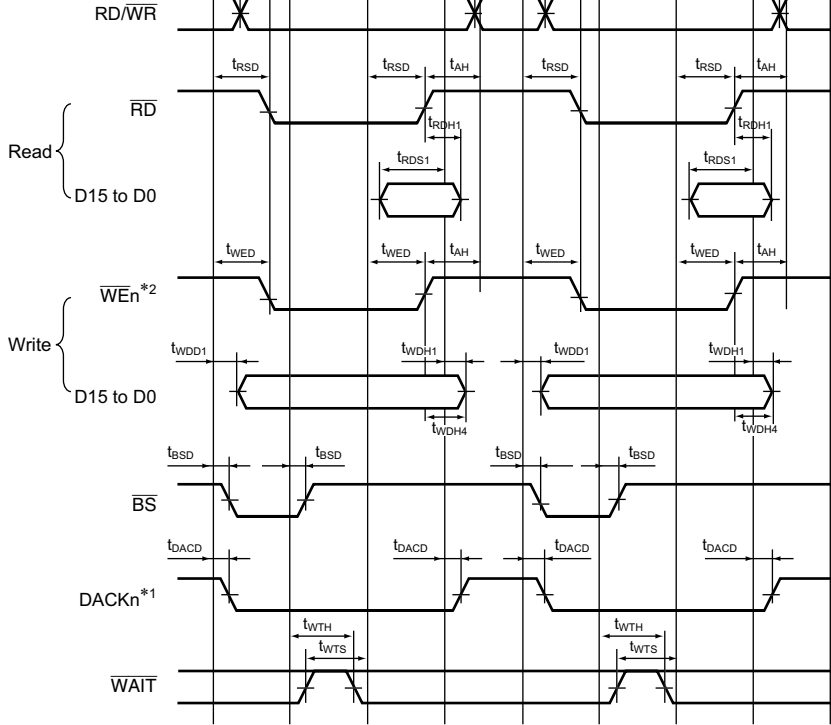 RD/WR
tRSD tRSD tAH tRSD tRSD tAH
RD
tRDH1 tRDH1
Read
tRDS1 tRDS1
D15 to D0
tWED tWED tAH tWED tWED tAH
WEn*2
Write
tWDD1 tWDH1 tWDD1 tWDH1
D15 to D0
tWDH4 tWDH4
tBSD tBSD tBSD tBSD
BS
tDACD tDACD tDACD tDACD
DACKn*1
tWTH tWTH
tWTS tWTS
WAIT